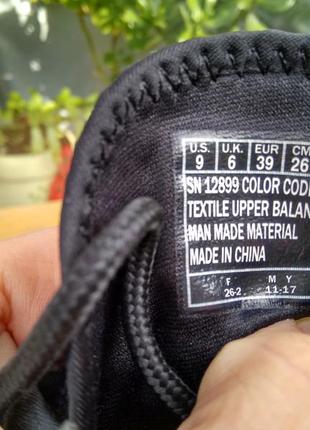 U.S. U.K. EUR CM
9 6 39 26
SN 12899 COLOR CODE
TEXTILE UPPER BALAN
MAN MADE MATERIAL
MADE IN CHINA
F M Y
26-2 11-17